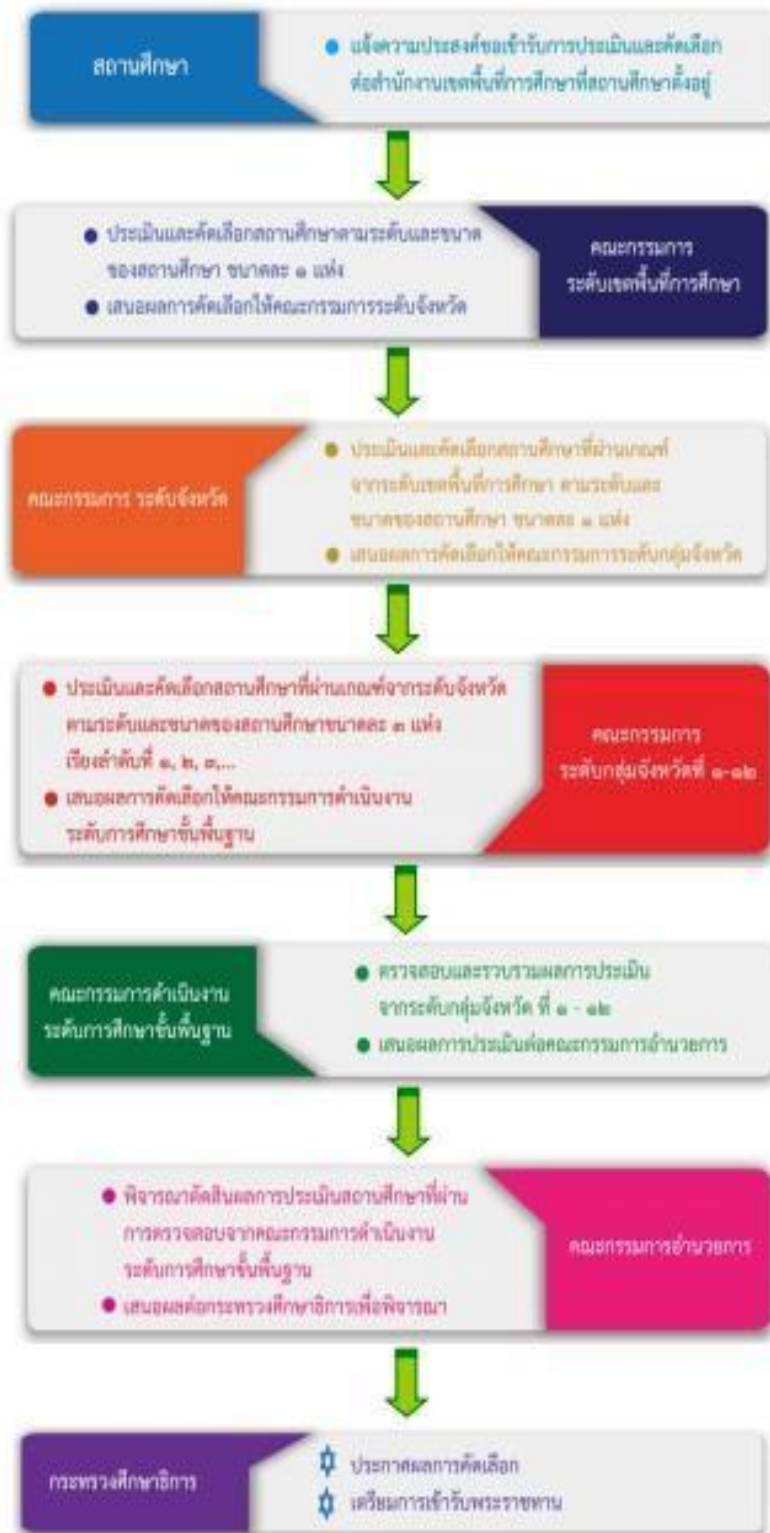 สถานศึกษา
● แจ้งความประสงค์ขอเข้ารับการประเมินและคัดเลือก
ต่อสำนักงานเขตพื้นที่การศึกษาที่สถานศึกษาตั้งอยู่
● ประเมินและคัดเลือกสถานศึกษาตามระดับและขนาด
ของสถานศึกษา ขนาดละ ๑ แห่ง
● เสนอผลการคัดเลือกให้คณะกรรมการระดับจังหวัด
คณะกรรมการ
ระดับเขตพื้นที่การศึกษา
คณะกรรมการ ระดับจังหวัด
● ประเมินและคัดเลือกสถานศึกษาที่ผ่านเกณฑ์
จากระดับเขตพื้นที่การศึกษา ตามระดับและ
ขนาดของสถานศึกษา ขนาดละ ๑ แห่ง
● เสนอผลการคัดเลือกให้คณะกรรมการระดับกลุ่มจังหวัด
● ประเมินและคัดเลือกสถานศึกษาที่ผ่านเกณฑ์จากระดับจังหวัด
ตามระดับและขนาดของสถานศึกษาขนาดละ ๓ แห่ง
เรียงลำดับที่ ๑, ๒, ๓,...
● เสนอผลการคัดเลือกให้คณะกรรมการดำเนินงาน
ระดับการศึกษาขั้นพื้นฐาน
คณะกรรมการ
ระดับกลุ่มจังหวัดที่ ๑-๑๒
คณะกรรมการดำเนินงาน
ระดับการศึกษาขั้นพื้นฐาน
● ตรวจสอบและรวบรวมผลการประเมิน
จากระดับกลุ่มจังหวัด ที่ ๑ - ๑๒
● เสนอผลการประเมินต่อคณะกรรมการอำนวยการ
● พิจารณาตัดสินผลการประเมินสถานศึกษาที่ผ่าน
การตรวจสอบจากคณะกรรมการดำเนินงาน
ระดับการศึกษาขั้นพื้นฐาน
● เสนอผลต่อกระทรวงศึกษาธิการเพื่อพิจารณา
คณะกรรมการอำนวยการ
กระทรวงศึกษาธิการ
ประกาศผลการคัดเลือก
เตรียมการเข้ารับพระราชทาน